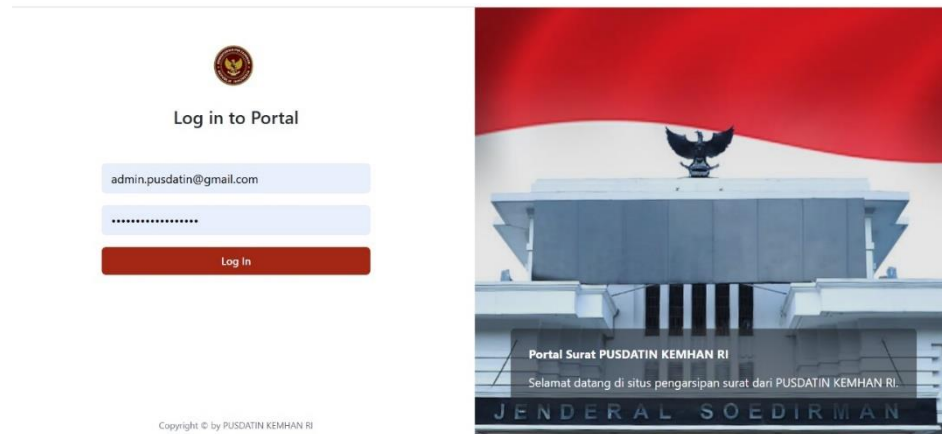 Log in to Portal
admin.pusdatin@gmail.com
••••••••••••••••••
Log In
Copyright © by PUSDATIN KEMHAN RI
Portal Surat PUSDATIN KEMHAN RI
Selamat datang di situs pengarsipan surat dari PUSDATIN KEMHAN RI.
JENDERAL SOEDIRMAN